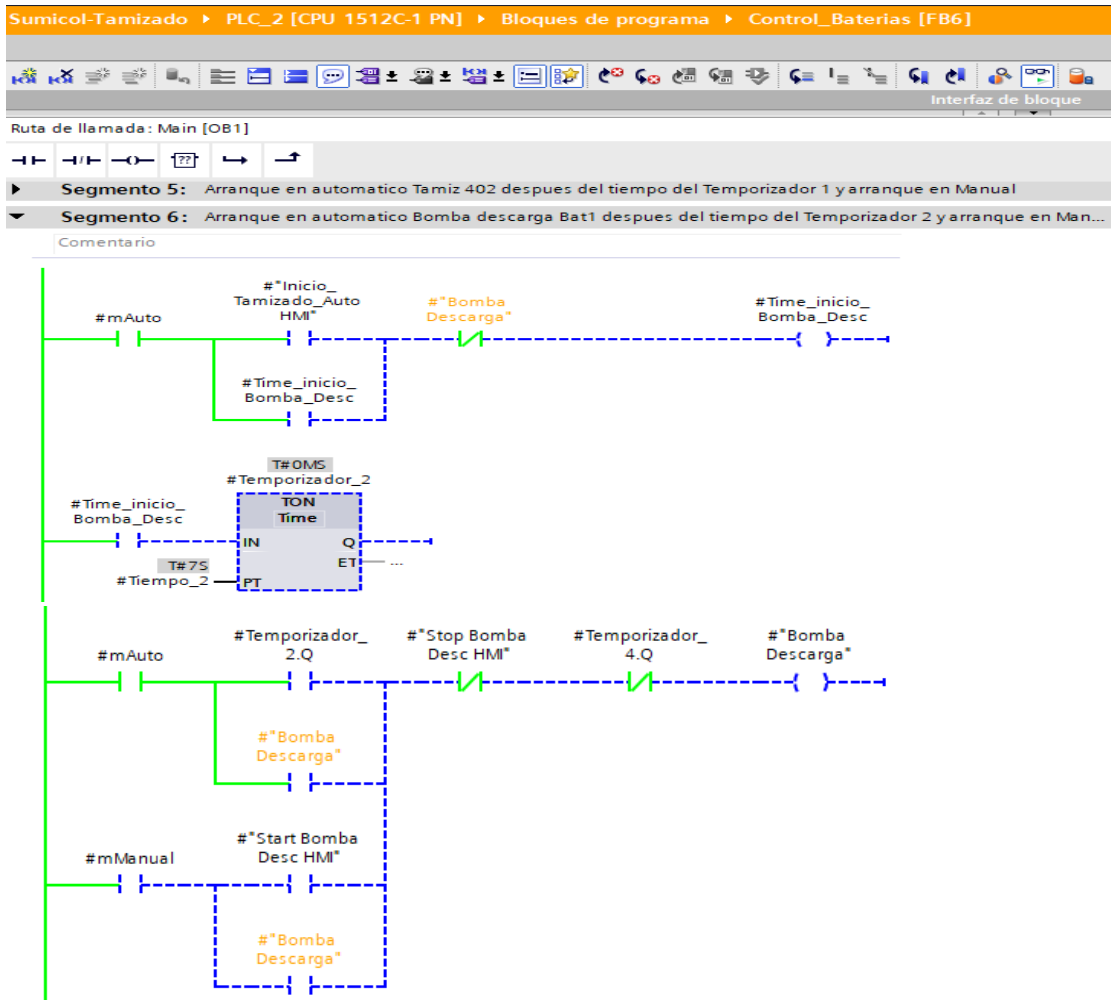 Sumicol-Tamizado ▸ PLC_2 [CPU 1512C-1 PN] ▸ Bloques de programa ▸ Control_Baterias [FB6]
Interfaz de bloque
Ruta de llamada: Main [OB1]
??
Segmento 5: Arranque en automatico Tamiz 402 despues del tiempo del Temporizador 1 y arranque en Manual
Segmento 6: Arranque en automatico Bomba descarga Bat1 despues del tiempo del Temporizador 2 y arranque en Man...
Comentario
#mAuto
#"Inicio_
Tamizado_Auto
HMI"
#"Bomba
Descarga"
#Time_inicio_
Bomba_Desc
#Time_inicio_
Bomba_Desc
T#0MS
#Temporizador_2
TON
Time
#Time_inicio_
Bomba_Desc
IN
Q
ET
...
T#7S
#Tiempo_2
PT
#mAuto
#Temporizador_
2.Q
#"Stop Bomba
Desc HMI"
#Temporizador_
4.Q
#"Bomba
Descarga"
#"Bomba
Descarga"
#mManual
#"Start Bomba
Desc HMI"
#"Bomba
Descarga"